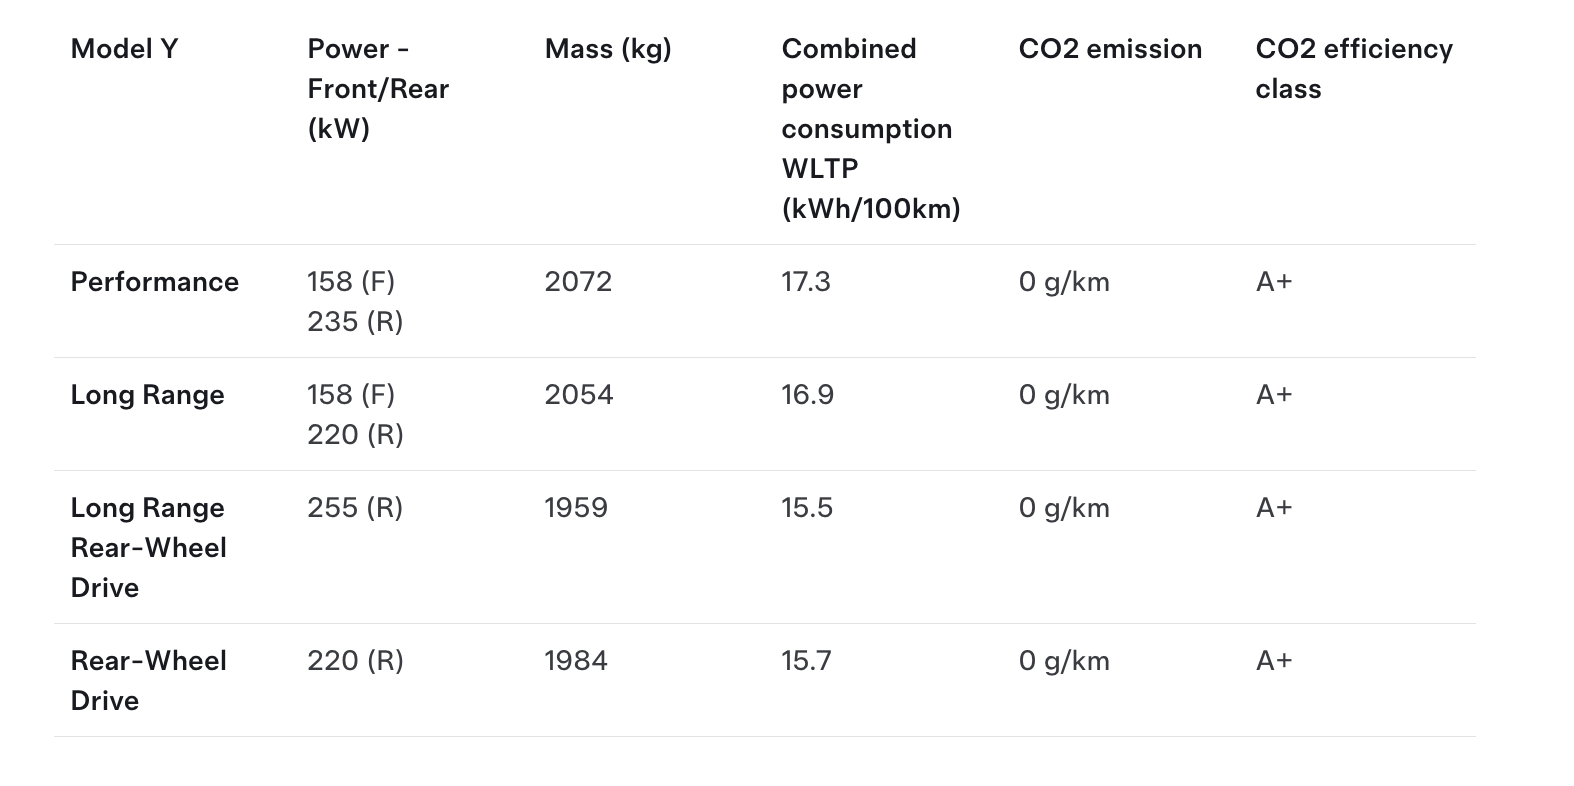 Model Y
Power -
Front/Rear
(kW)
Mass (kg)
Combined
power
consumption
WLTP
(kWh/100km)
CO2 emission
CO2 efficiency
class
Performance
158 (F)
235 (R)
2072
17.3
0 g/km
A+
Long Range
158 (F)
220 (R)
2054
16.9
0 g/km
A+
Long Range
Rear-Wheel
Drive
255 (R)
1959
15.5
0 g/km
A+
Rear-Wheel
Drive
220 (R)
1984
15.7
0 g/km
A+